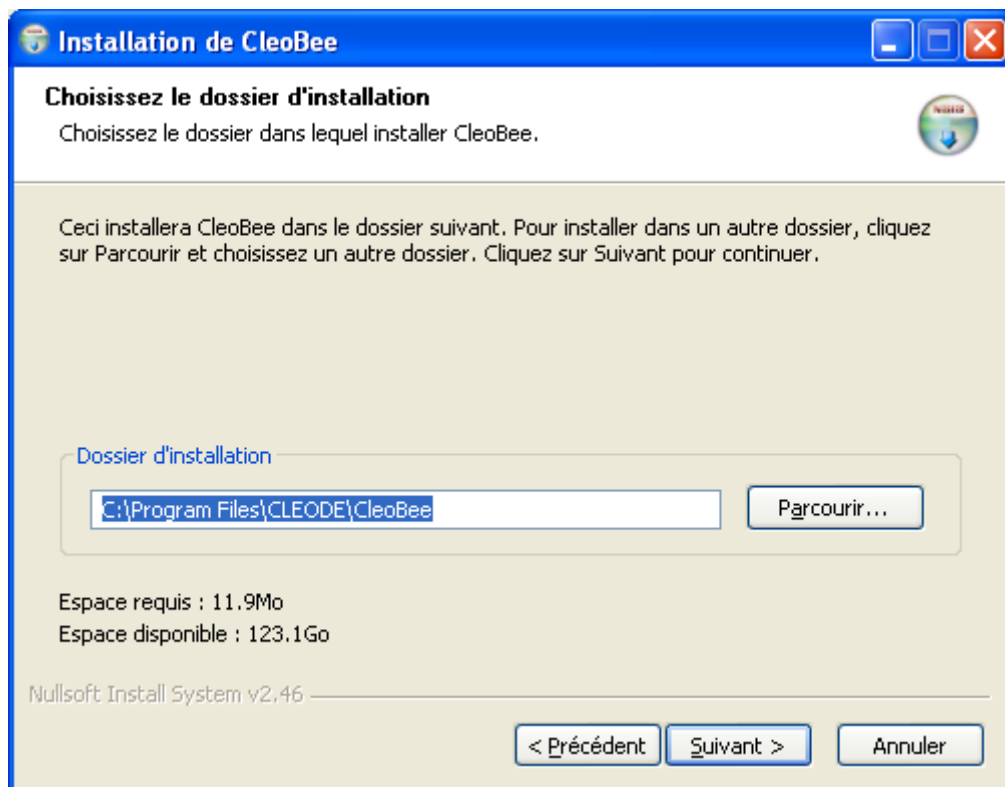 Installation de CleoBee
Choisissez le dossier d'installation
Choisissez le dossier dans lequel installer CleoBee.
NSIS
Ceci installera CleoBee dans le dossier suivant. Pour installer dans un autre dossier, cliquez
sur Parcourir et choisissez un autre dossier. Cliquez sur Suivant pour continuer.
Dossier d'installation
C:\Program Files\CLEODE\CleoBee
Parcourir...
Espace requis : 11.9Mo
Espace disponible : 123.1Go
Nullsoft Install System v2.46
< Précédent
Suivant >
Annuler